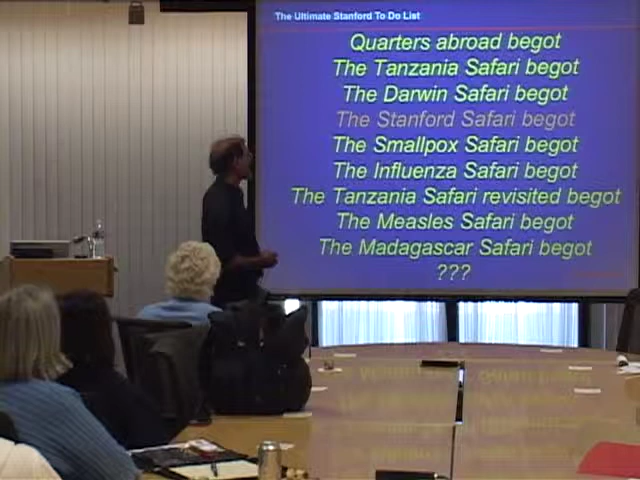 The Ultimate Stanford To Do List
Quarters abroad begot
The Tanzania Safari begot
The Darwin Safari begot
The Stanford Safari begot
The Smallpox Safari begot
The Influenza Safari begot
The Tanzania Safari revisited begot
The Measles Safari begot
The Madagascar Safari begot
???